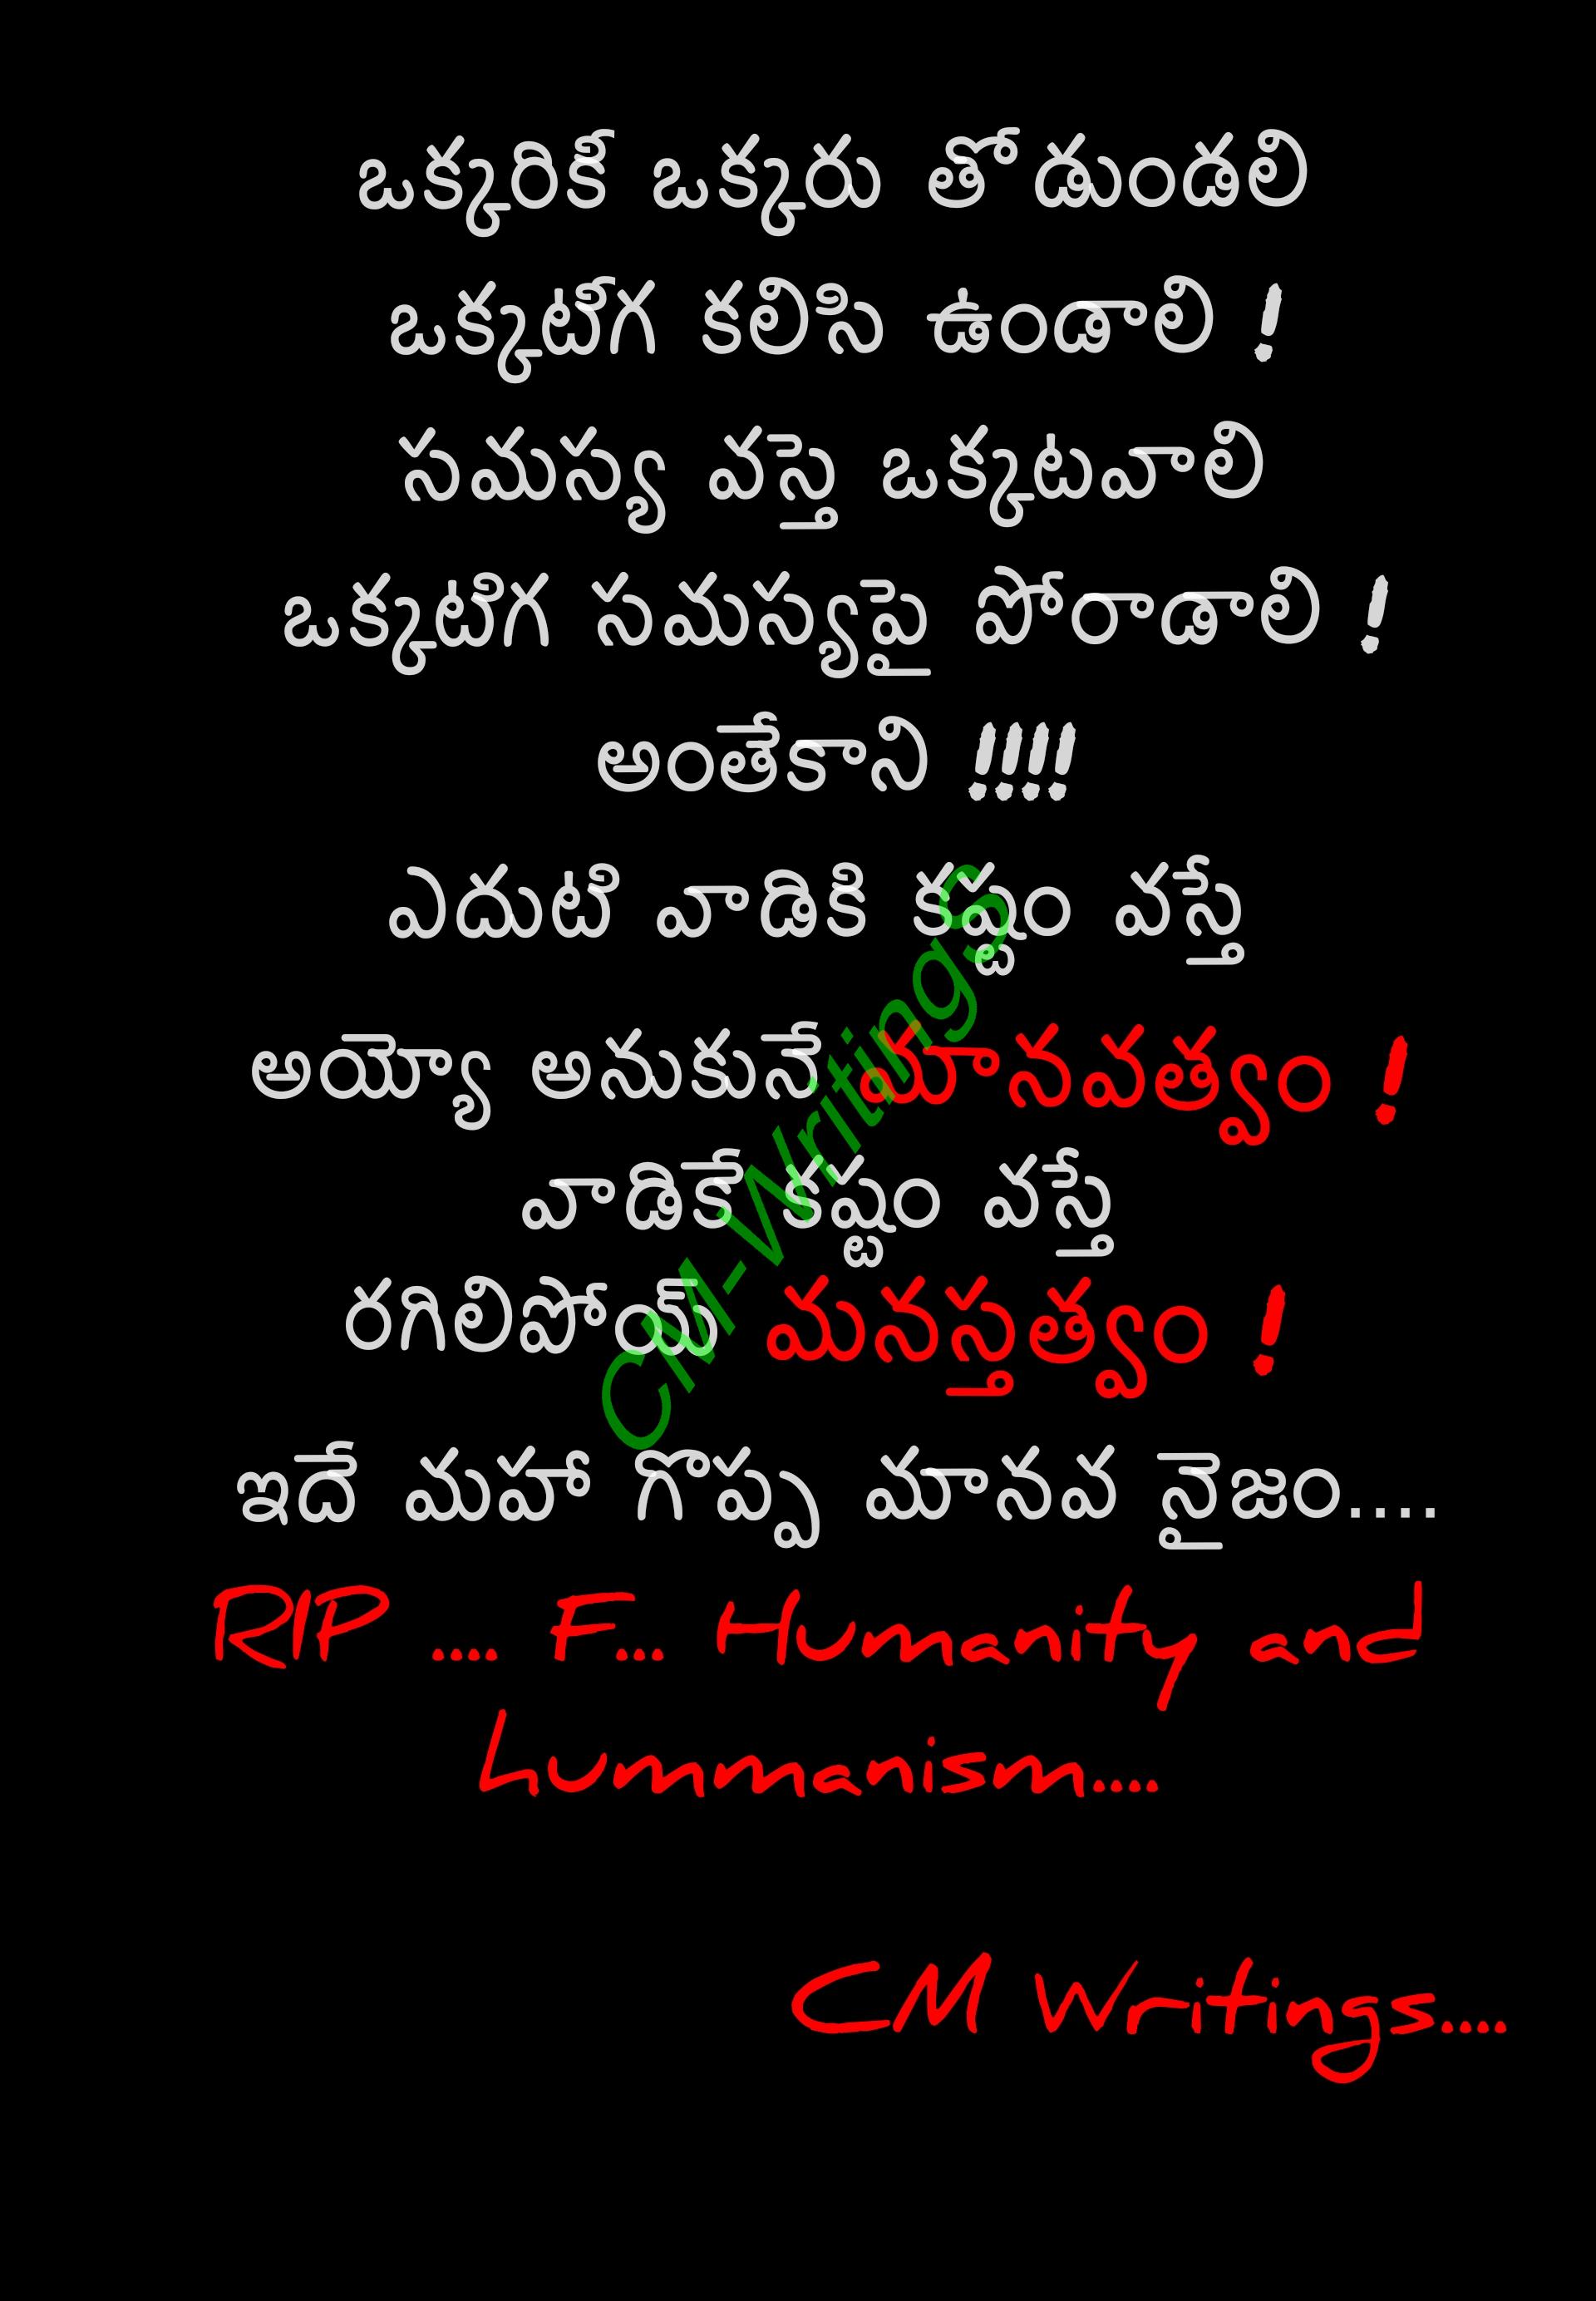 ఒక్కరికీ ఒక్కరు తోడుండలి
ఒక్కటీగ కలిసి ఉండాలి !
సమస్య వస్తె ఒక్కటవాలి
ఒక్కటిగ సమస్యపై పోరాడాలి !
అంతేకాని !!!!
ఎదుటి వాడికి కష్టం వస్తే
అయ్యో అనుకునే మానవత్వం !
వాడికే కష్టం వస్తే
రగిలిపోయే మనస్తత్వం !
ఇదే మహా గొప్ప మానవ నైజం....
RIP .... F... Humanity and
hummanism....
CM Writings....
CM-Writings